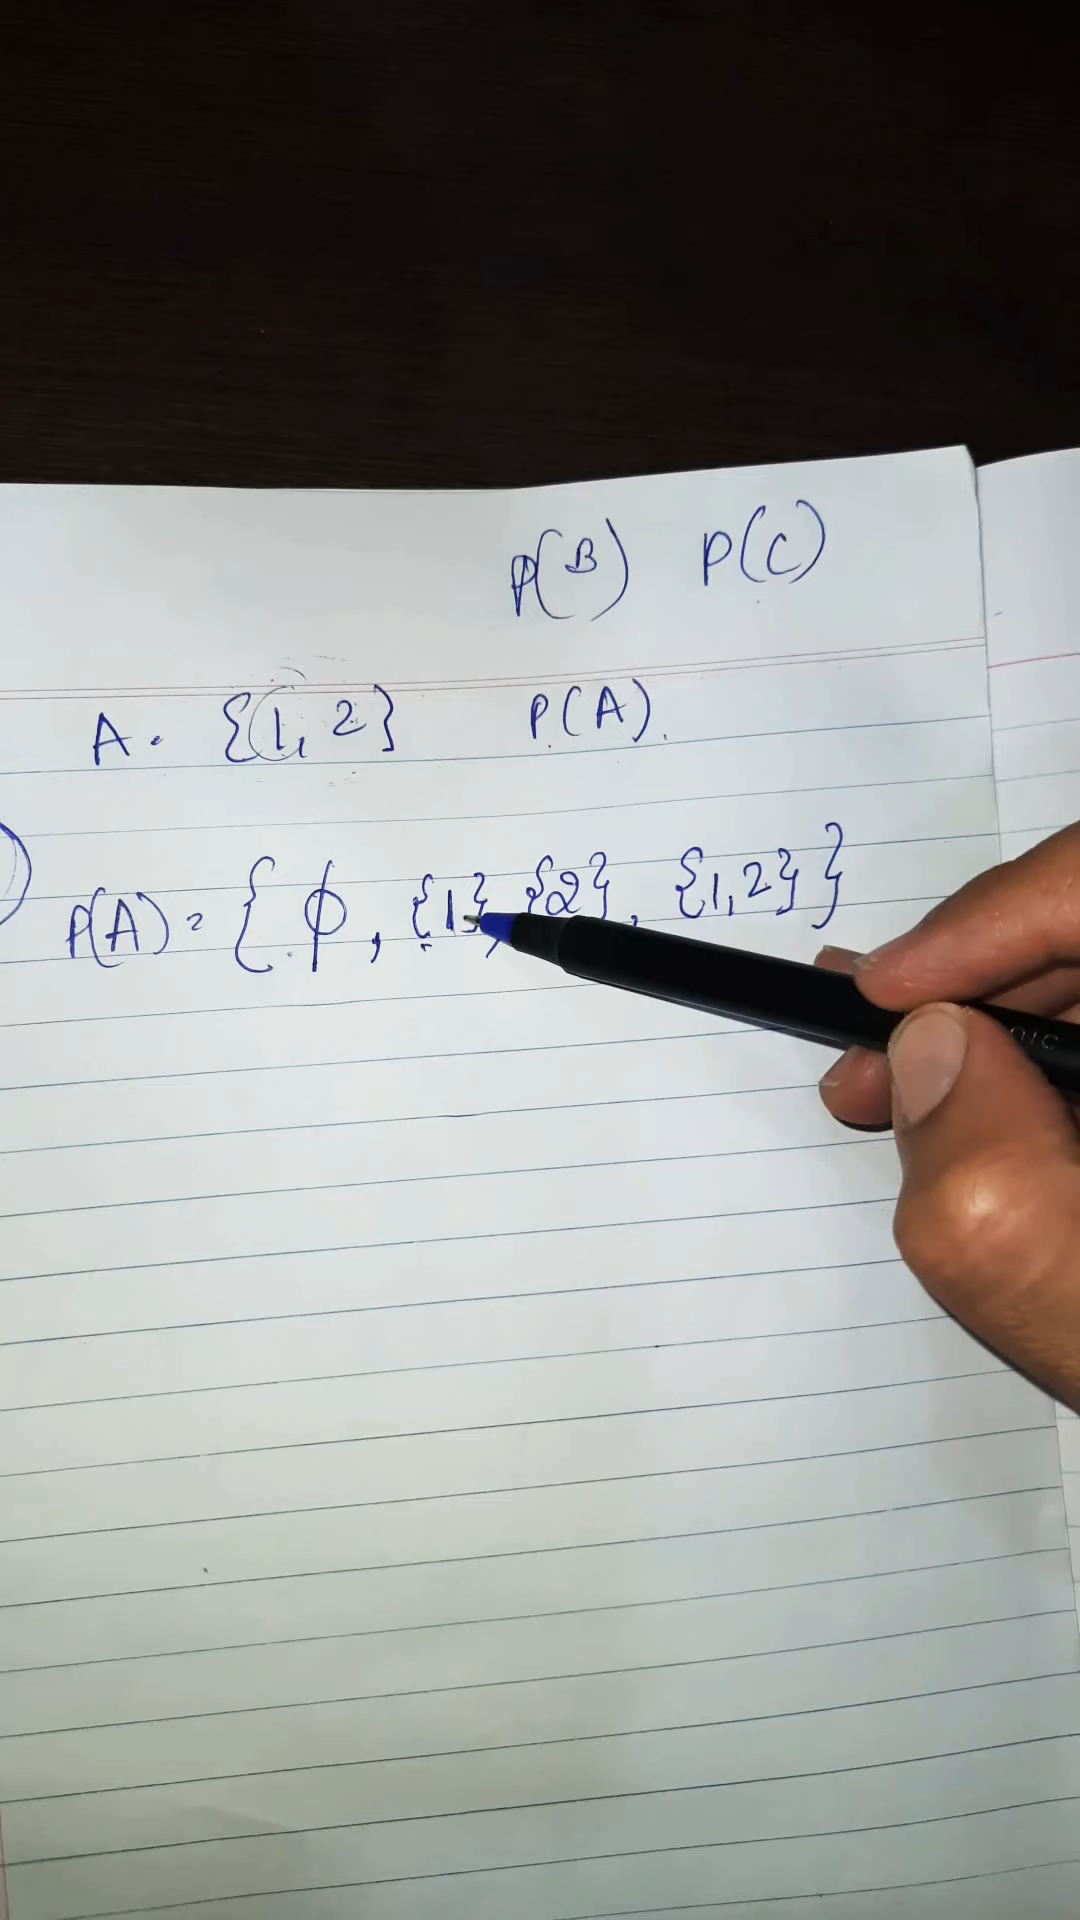 P(B) P(C)
A = {1, 2} P(A).
P(A) = { ϕ, {1}, {2}, {1,2} }